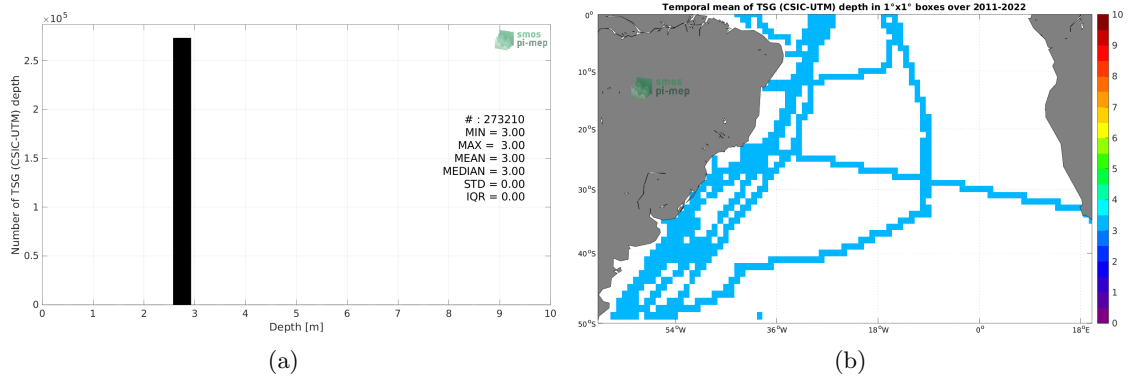 ×10⁵
smos
pi-mep
2.5
2
1.5
1
0.5
0
Number of TSG (CSIC-UTM) depth
# : 273210
MIN = 3.00
MAX = 3.00
MEAN = 3.00
MEDIAN = 3.00
STD = 0.00
IQR = 0.00
0 1 2 3 4 5 6 7 8 9 10
Depth [m]
(a)
Temporal mean of TSG (CSIC-UTM) depth in 1°x1° boxes over 2011-2022
smos
pi-mep
0°
10°S
20°S
30°S
40°S
50°S
54°W 36°W 18°W 0° 18°E
10
9
8
7
6
5
4
3
2
1
0
(b)